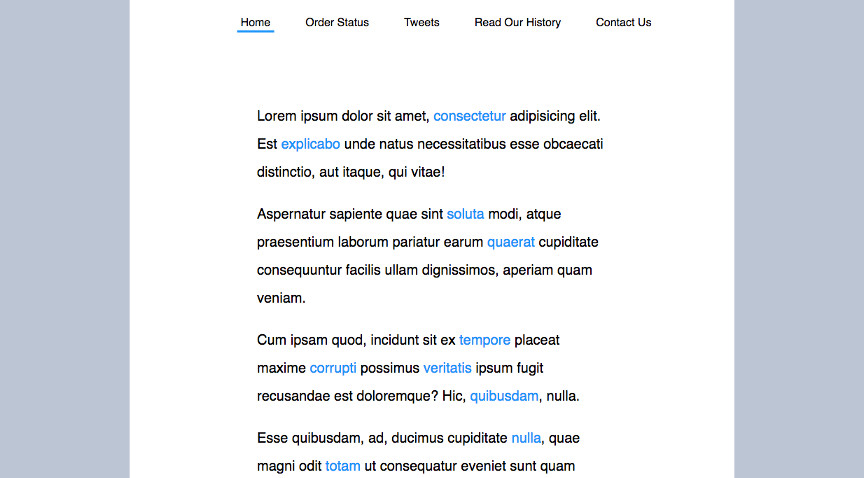 Home Order Status Tweets Read Our History Contact Us
Lorem ipsum dolor sit amet, consectetur adipisicing elit.
Est explicabo unde natus necessitatibus esse obcaecati
distinctio, aut itaque, qui vitae!
Aspernatur sapiente quae sint soluta modi, atque
praesentium laborum pariatur earum quaerat cupiditate
consequuntur facilis ullam dignissimos, aperiam quam
veniam.
Cum ipsam quod, incidunt sit ex tempore placeat
maxime corrupti possimus veritatis ipsum fugit
recusandae est doloremque? Hic, quibusdam, nulla.
Esse quibusdam, ad, ducimus cupiditate nulla, quae
magni odit totam ut consequatur eveniet sunt quam